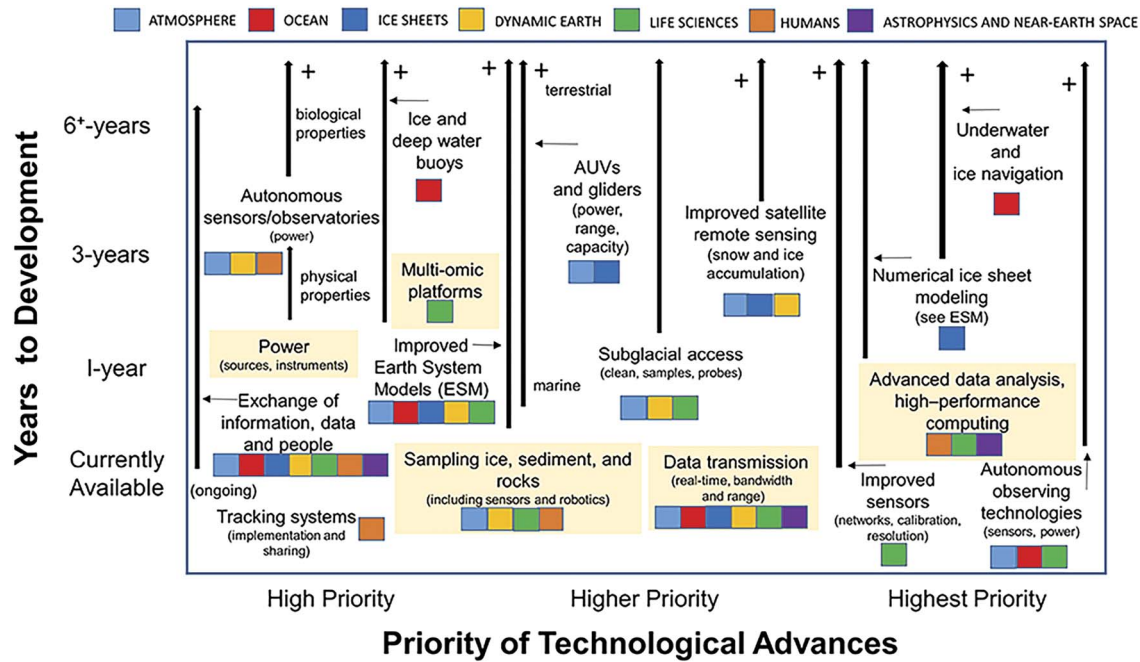 ATMOSPHERE OCEAN ICE SHEETS DYNAMIC EARTH LIFE SCIENCES HUMANS ASTROPHYSICS AND NEAR-EARTH SPACE
Years to Development
6+-years
3-years
I-year
Currently
Available
+
biological
properties
Autonomous
sensors/observatories
(power)
physical
properties
Power
(sources, instruments)
Exchange of
information, data
and people
(ongoing)
Tracking systems
(implementation and
sharing)
+
Ice and
deep water
buoys
Multi-omic
platforms
Improved
Earth System
Models (ESM)
Sampling ice, sediment, and
rocks
(including sensors and robotics)
+
+
terrestrial
AUVs
and gliders
(power,
range,
capacity)
marine
Subglacial access
(clean, samples, probes)
Data transmission
(real-time, bandwidth
and range)
+
Improved satellite
remote sensing
(snow and ice
accumulation)
+
+
Underwater
and
ice navigation
Numerical ice sheet
modeling
(see ESM)
Advanced data analysis,
high–performance
computing
Improved
sensors
(networks, calibration,
resolution)
+
Autonomous
observing
technologies
(sensors, power)
High Priority
Higher Priority
Highest Priority
Priority of Technological Advances